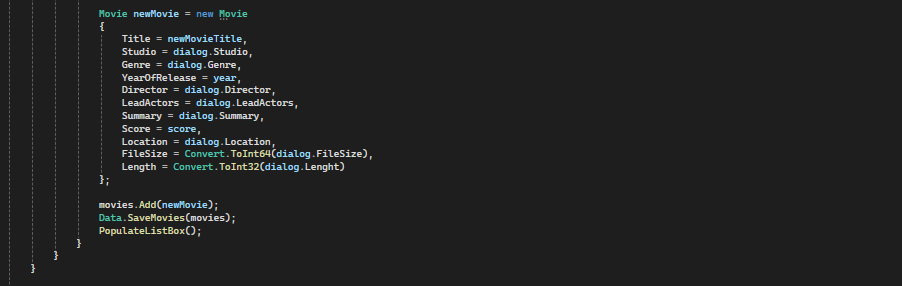 Movie newMovie = new Movie
{
Title = newMovieTitle,
Studio = dialog.Studio,
Genre = dialog.Genre,
YearOfRelease = year,
Director = dialog.Director,
LeadActors = dialog.LeadActors,
Summary = dialog.Summary,
Score = score,
Location = dialog.Location,
FileSize = Convert.ToInt64(dialog.FileSize),
Length = Convert.ToInt32(dialog.Lenght)
};
movies.Add(newMovie);
Data.SaveMovies(movies);
PopulateListBox();
}
}
}